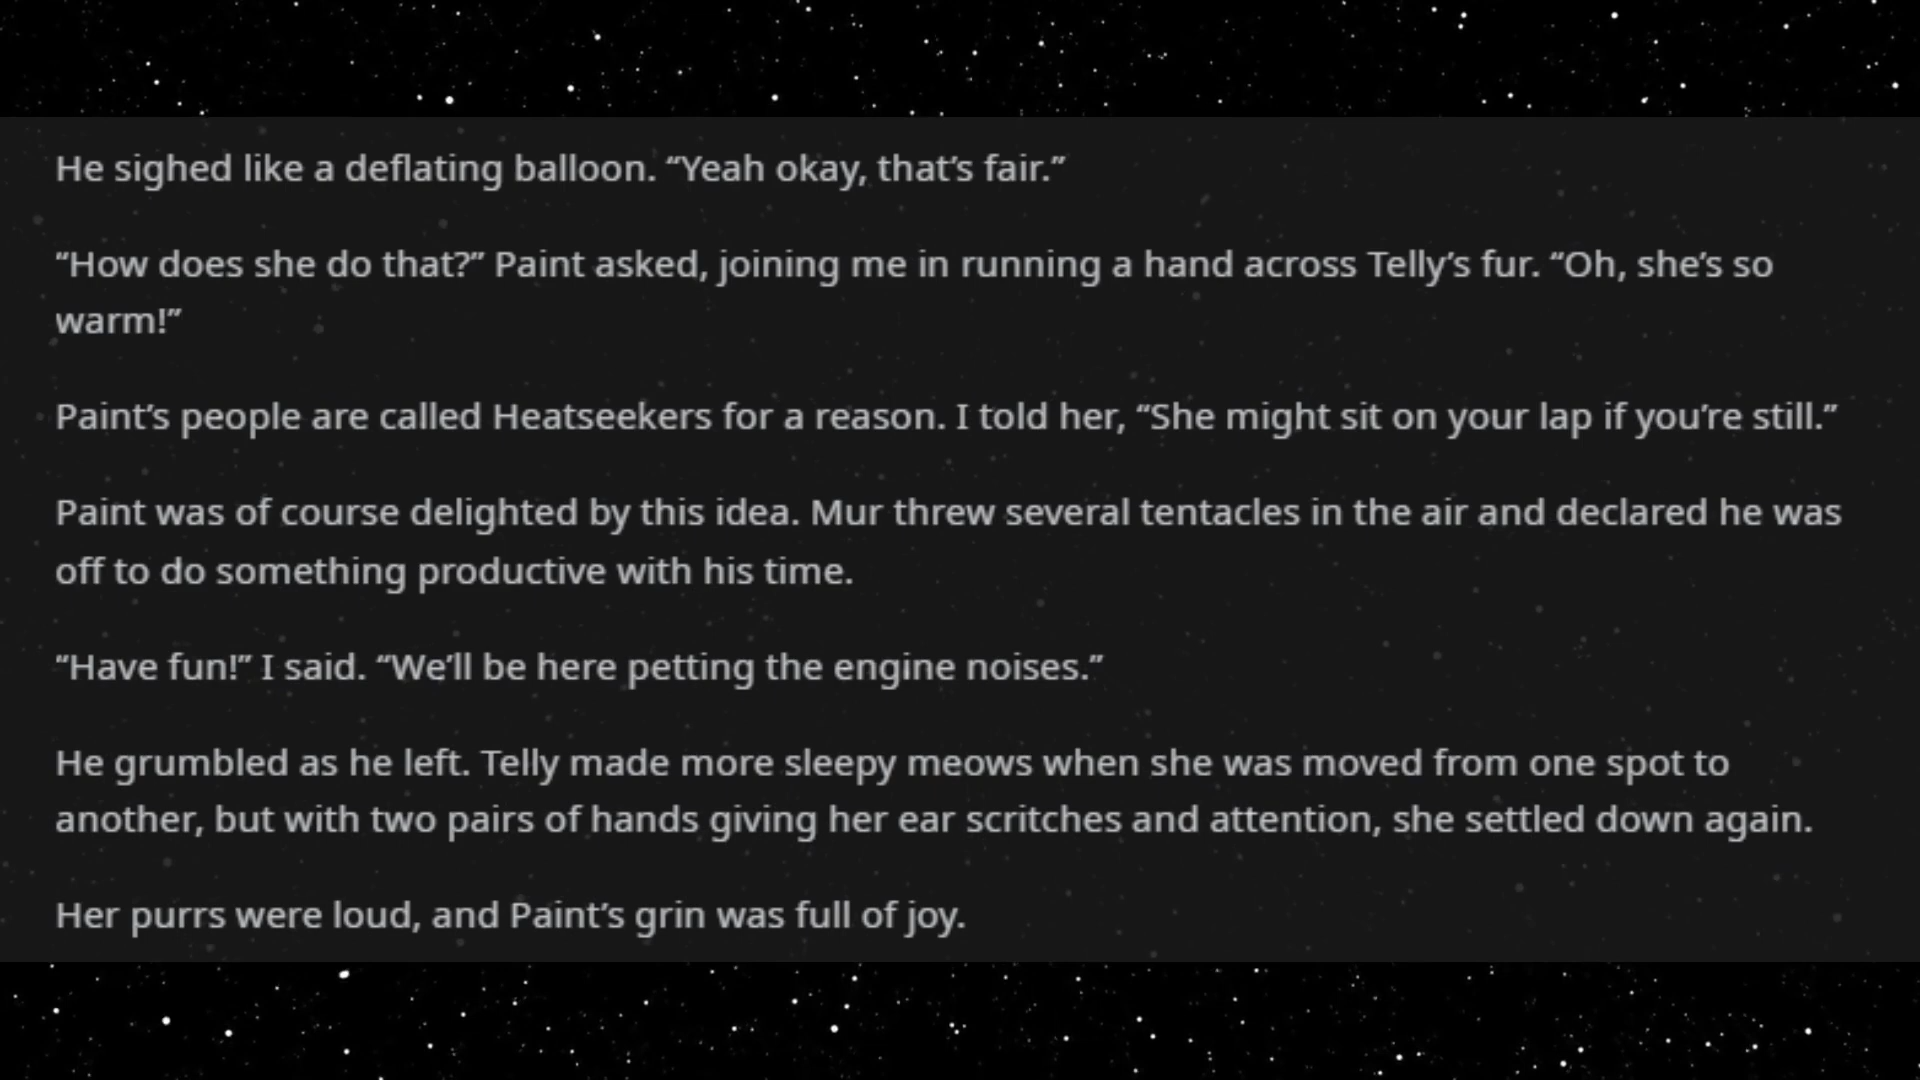 He sighed like a deflating balloon. “Yeah okay, that’s fair.”
“How does she do that?” Paint asked, joining me in running a hand across Telly’s fur. “Oh, she’s so
warm!”
Paint’s people are called Heatseekers for a reason. I told her, “She might sit on your lap if you’re still.”
Paint was of course delighted by this idea. Mur threw several tentacles in the air and declared he was
off to do something productive with his time.
“Have fun!” I said. “We’ll be here petting the engine noises.”
He grumbled as he left. Telly made more sleepy meows when she was moved from one spot to
another, but with two pairs of hands giving her ear scritches and attention, she settled down again.
Her purrs were loud, and Paint’s grin was full of joy.